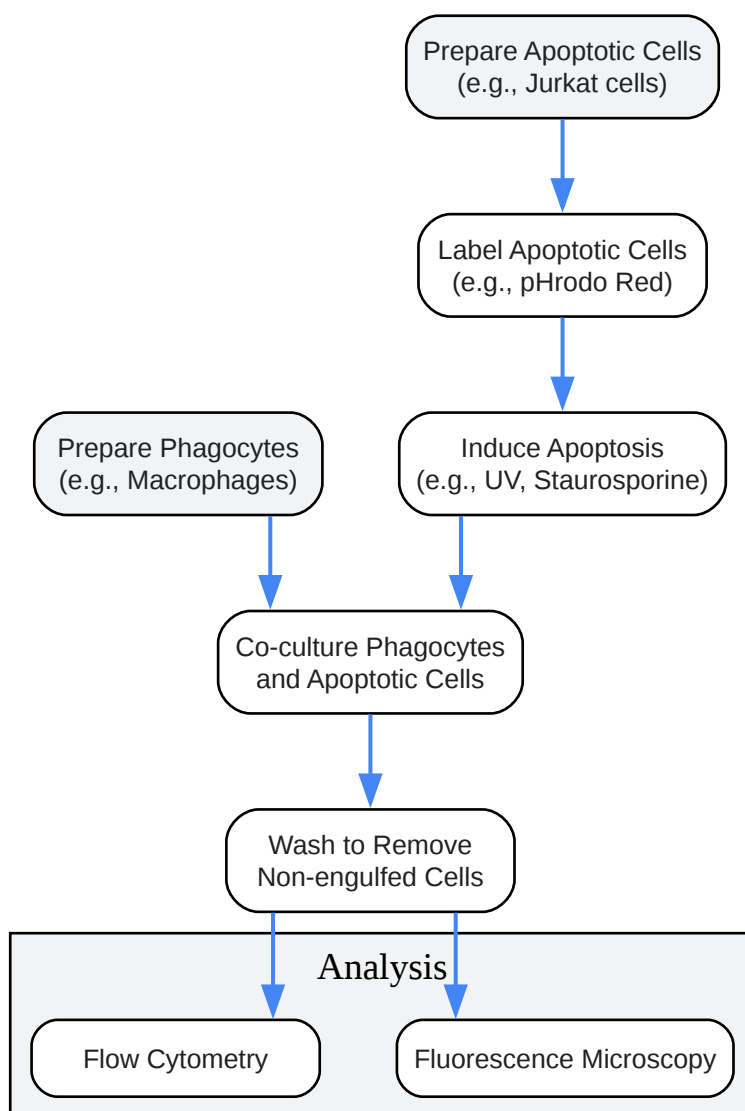 Prepare Apoptotic Cells
(e.g., Jurkat cells)
Label Apoptotic Cells
(e.g., pHrodo Red)
Prepare Phagocytes
(e.g., Macrophages)
Induce Apoptosis
(e.g., UV, Staurosporine)
Co-culture Phagocytes
and Apoptotic Cells
Wash to Remove
Non-engulfed Cells
Analysis
Flow Cytometry
Fluorescence Microscopy